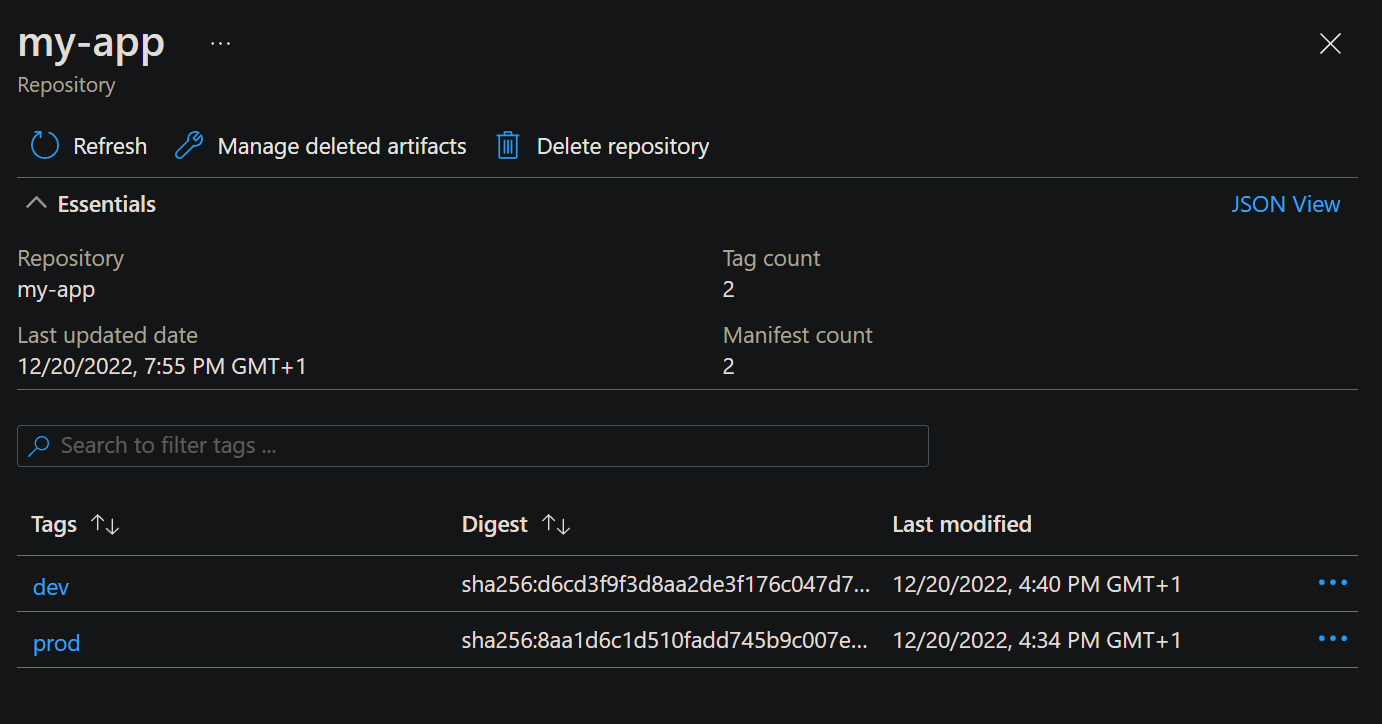 my-app ...
Repository
Refresh Manage deleted artifacts Delete repository
Essentials JSON View
Repository Tag count
my-app 2
Last updated date Manifest count
12/20/2022, 7:55 PM GMT+1 2
Search to filter tags ...
Tags ↑↓ Digest ↑↓ Last modified
dev sha256:d6cd3f9f3d8aa2de3f176c047d7... 12/20/2022, 4:40 PM GMT+1 ...
prod sha256:8aa1d6c1d510fadd745b9c007e... 12/20/2022, 4:34 PM GMT+1 ...